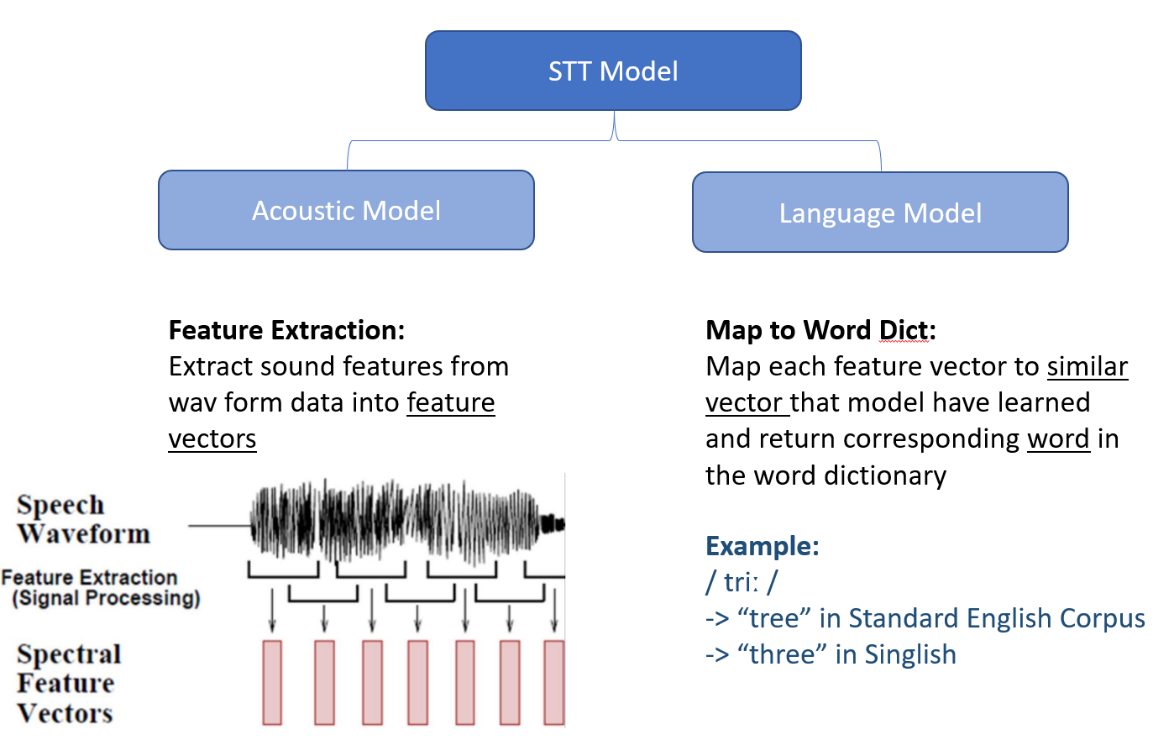 STT Model
Acoustic Model
Language Model
Feature Extraction:
Extract sound features from
wav form data into feature
vectors
Speech
Waveform
Feature Extraction
(Signal Processing)
Spectral
Feature
Vectors
Map to Word Dict:
Map each feature vector to similar
vector that model have learned
and return corresponding word in
the word dictionary
Example:
/ triː /
-> “tree” in Standard English Corpus
-> “three” in Singlish